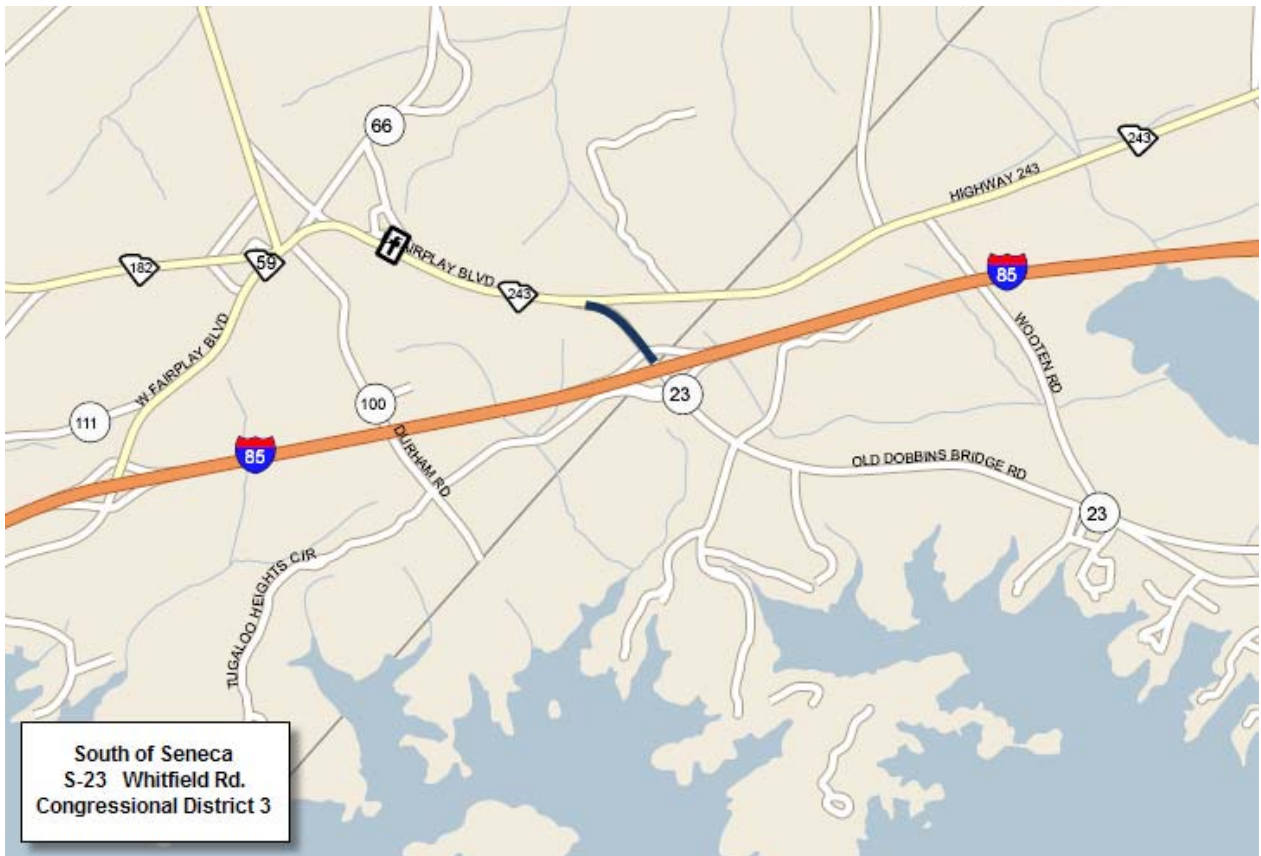 66
243
HIGHWAY 243
182
59
FAIRPLAY BLVD
243
85
W FAIRPLAY BLVD
WOOTEN RD
23
100
111
85
DURHAM RD
OLD DOBBINS BRIDGE RD
23
TUGALOO HEIGHTS CIR
South of Seneca
S-23 Whitfield Rd.
Congressional District 3